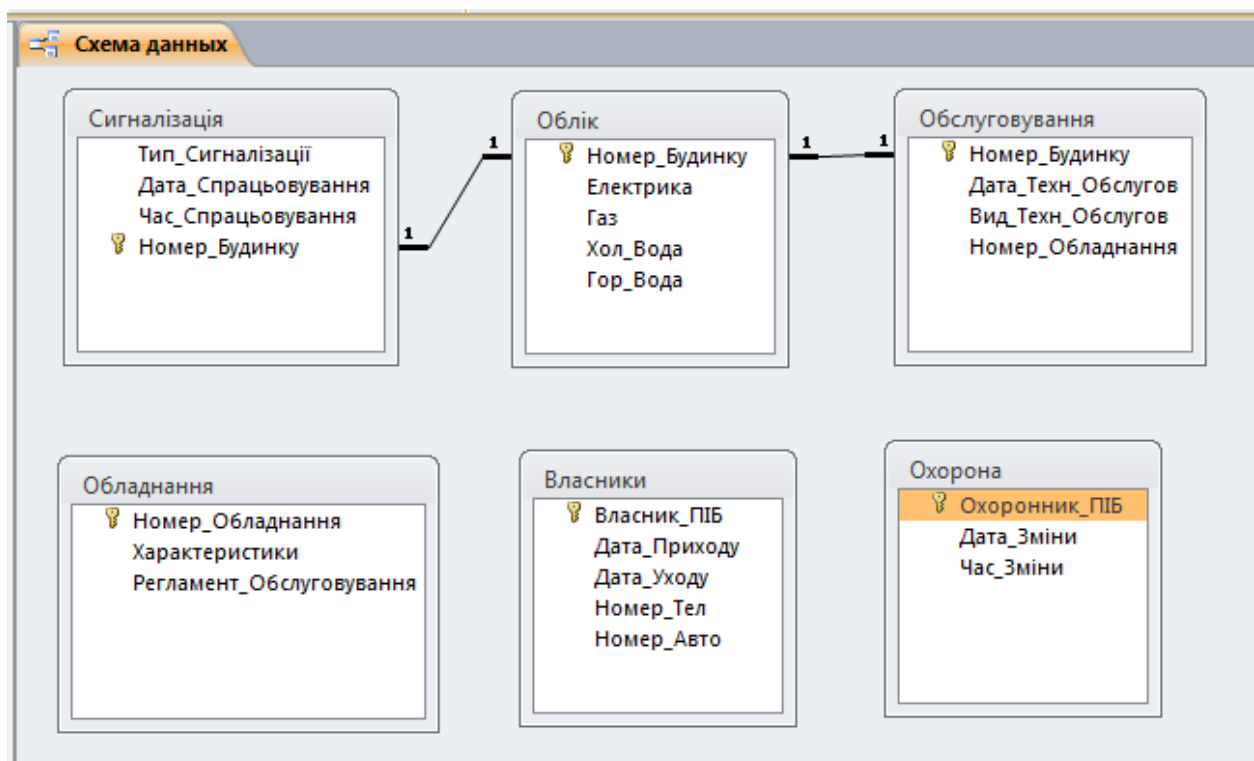 Схема данных
Сигналізація
Тип_Сигналізації
Дата_Спрацьовування
Час_Спрацьовування
Номер_Будинку
1
1
Облік
Номер_Будинку
Електрика
Газ
Хол_Вода
Гор_Вода
1
1
Обслуговування
Номер_Будинку
Дата_Техн_Обслугов
Вид_Техн_Обслугов
Номер_Обладнання
Обладнання
Номер_Обладнання
Характеристики
Регламент_Обслуговування
Власники
Власник_ПІБ
Дата_Приходу
Дата_Уходу
Номер_Тел
Номер_Авто
Охорона
Охоронник_ПІБ
Дата_Зміни
Час_Зміни